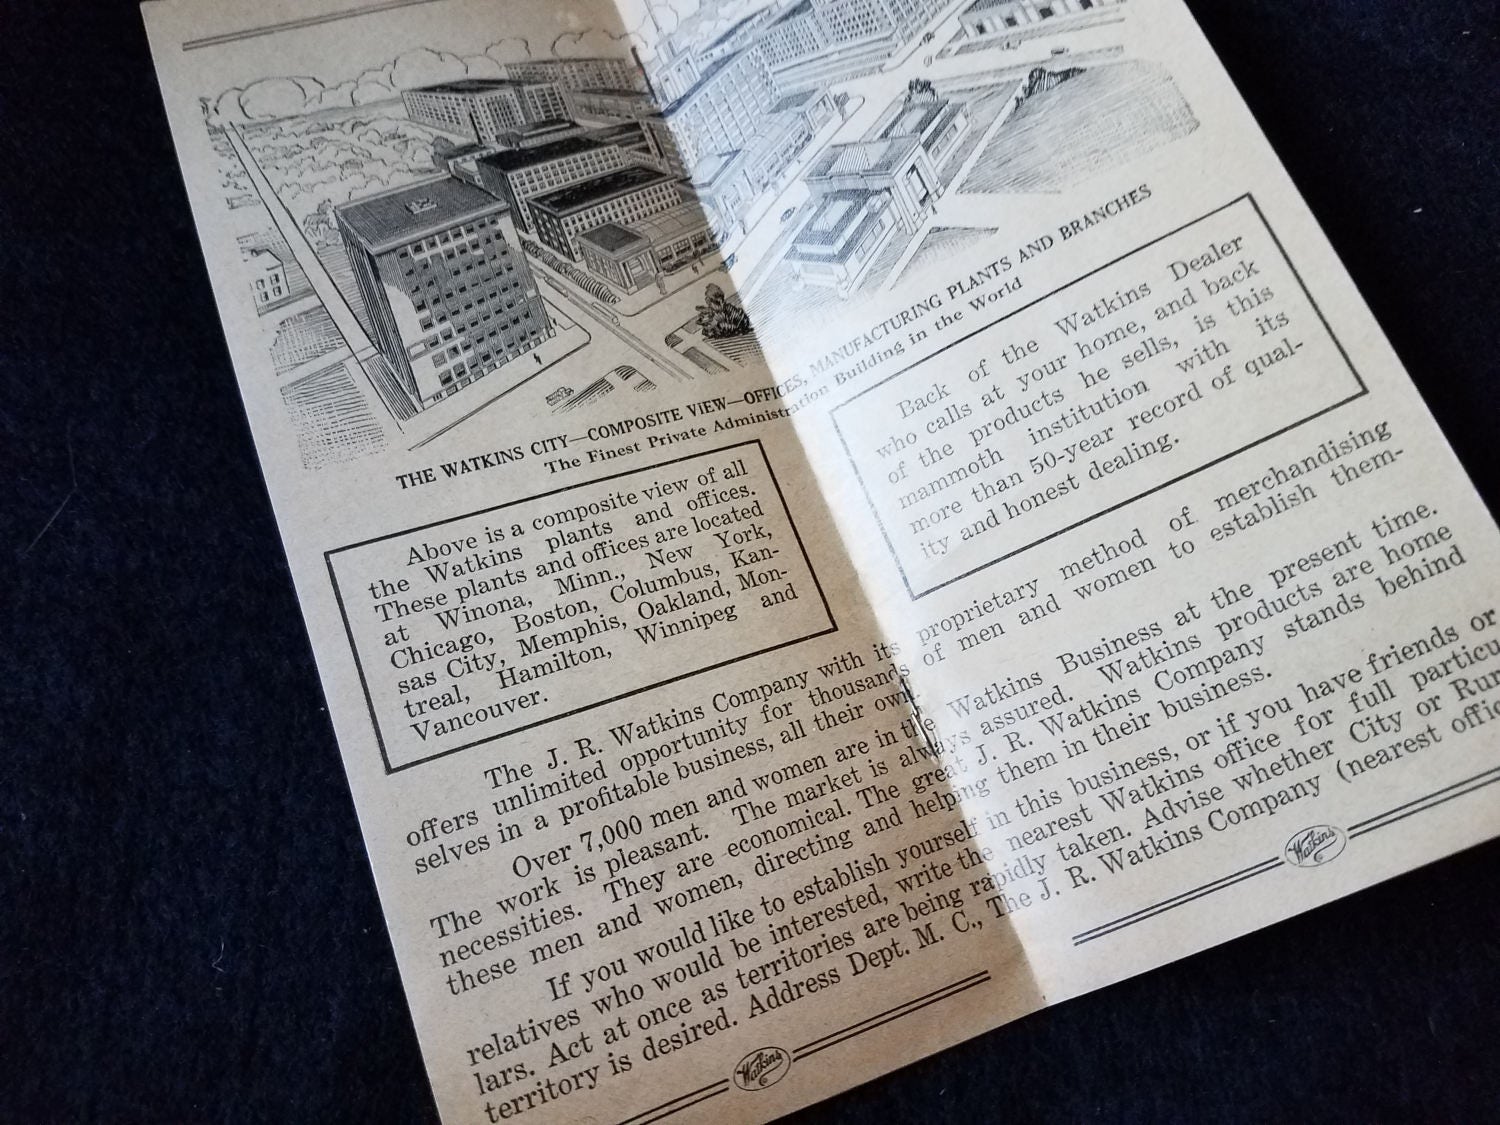 THE WATKINS CITY—COMPOSITE VIEW—OFFICES, MANUFACTURING PLANTS AND BRANCHES
The Finest Private Administration Building in the World
Above is a composite view of all
the Watkins plants and offices.
These plants and offices are located
at Winona, Minn., New York,
Chicago, Boston, Columbus, Kan-
sas City, Memphis, Oakland, Mon-
treal, Hamilton, Winnipeg and
Vancouver.
Back of the Watkins Dealer
who calls at your home, and back
of the products he sells, is this
mammoth institution with its
more than 50-year record of qual-
ity and honest dealing.
The J. R. Watkins Company with its proprietary method of merchandising
offers unlimited opportunity for thousands of men and women to establish them-
selves in a profitable business, all their own.
Over 7,000 men and women are in the Watkins Business at the present time.
The work is pleasant. The market is always assured. Watkins products are home
necessities. They are economical. The great J. R. Watkins Company stands behind
these men and women, directing and helping them in their business.
If you would like to establish yourself in this business, or if you have friends or
relatives who would be interested, write the nearest Watkins office for full particu
lars. Act at once as territories are being rapidly taken. Advise whether City or Rur
territory is desired. Address Dept. M. C., The J. R. Watkins Company (nearest offic
Watkins
Watkins